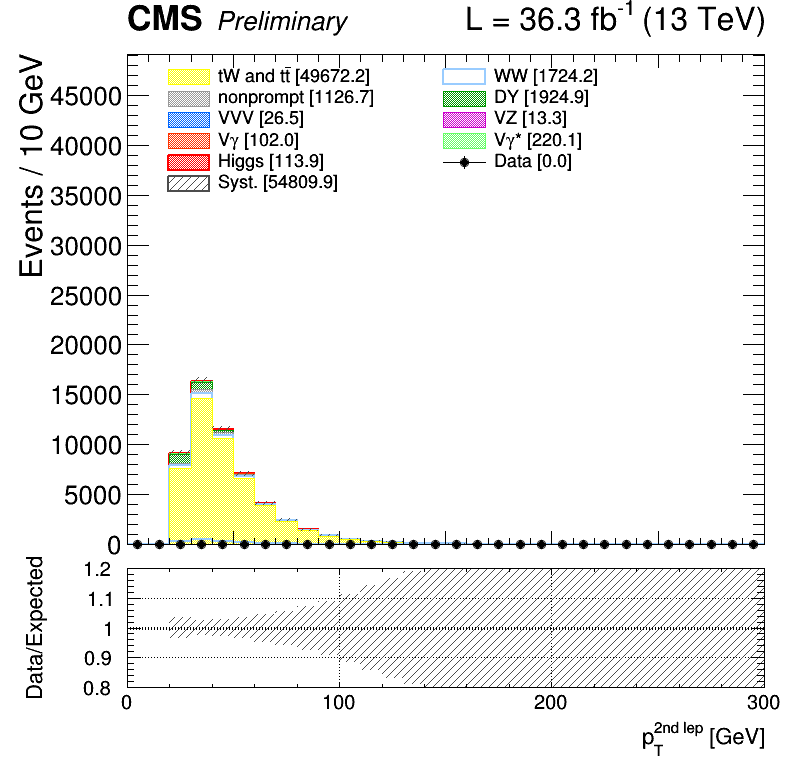 CMS Preliminary L = 36.3 fb⁻¹ (13 TeV)
Events / 10 GeV
tW and tt̄ [49672.2] WW [1724.2]
nonprompt [1126.7] DY [1924.9]
VVV [26.5] VZ [13.3]
Vγ [102.0] Vγ* [220.1]
Higgs [113.9] Data [0.0]
Syst. [54809.9]
45000
40000
35000
30000
25000
20000
15000
10000
5000
0
Data/Expected
1.2
1.1
1
0.9
0.8
0 100 200 300
p_T^2nd lep [GeV]